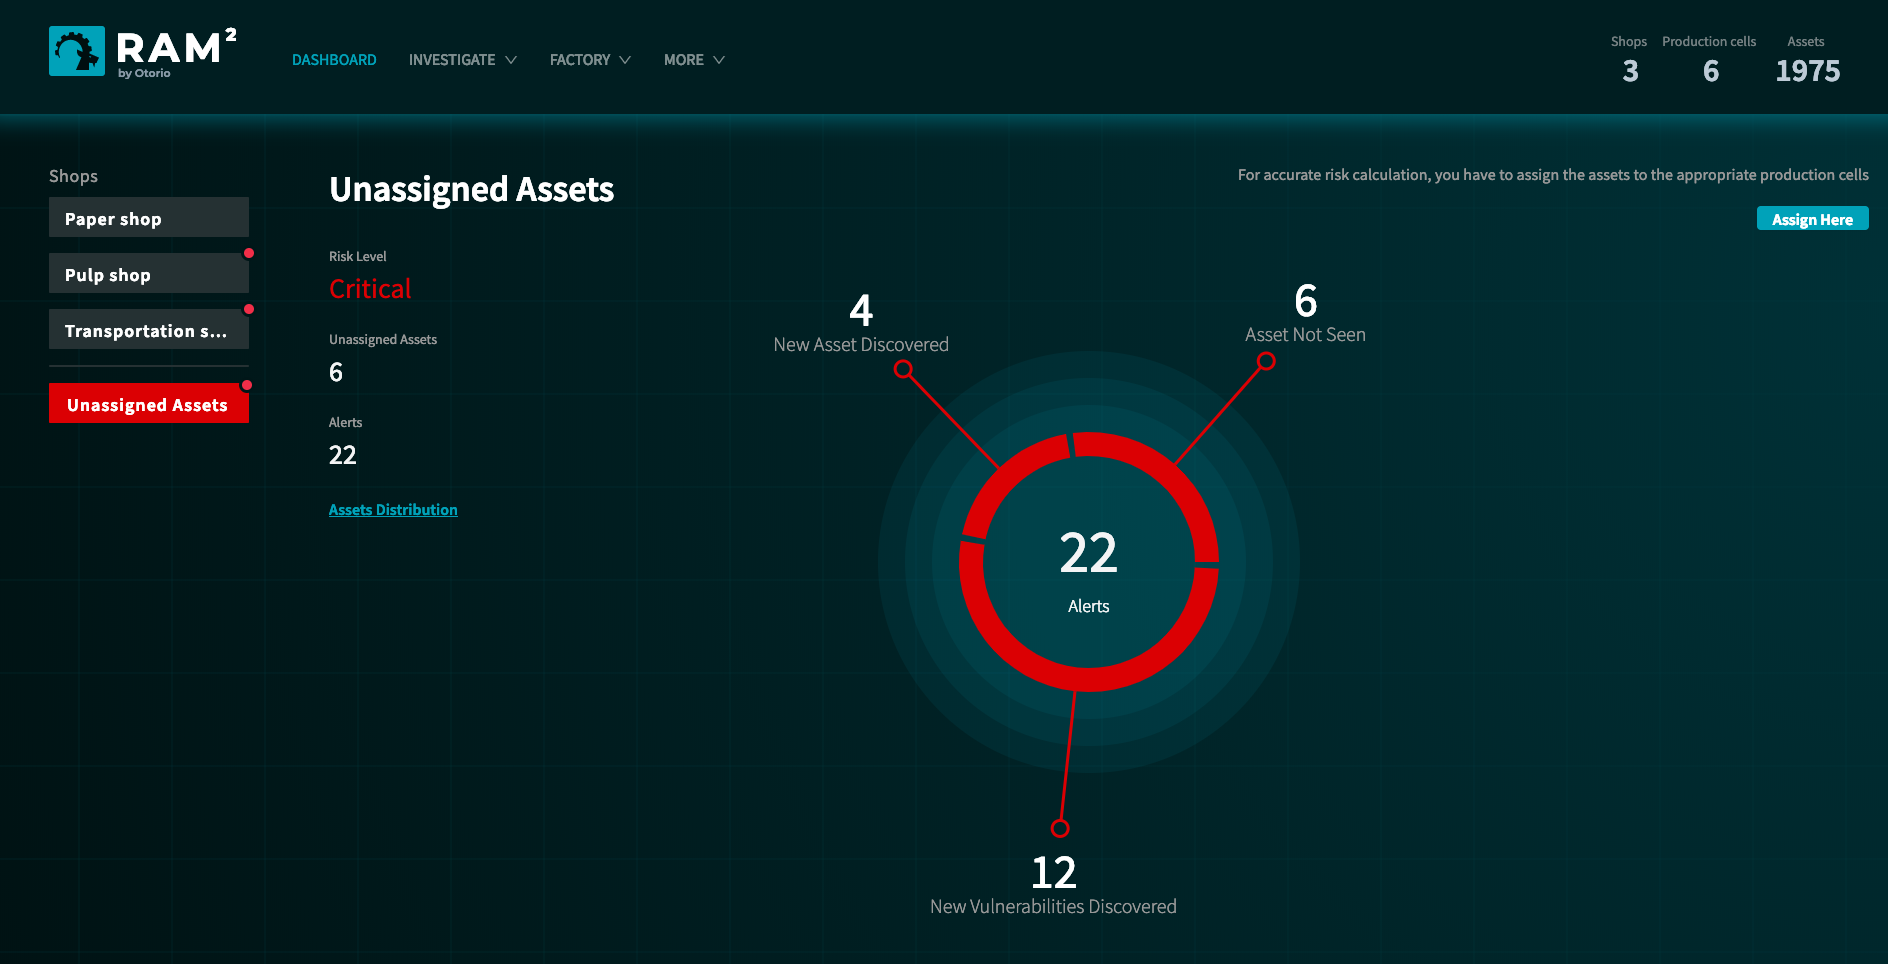 RAM²
by Otorio
DASHBOARD
INVESTIGATE
FACTORY
MORE
Shops
3
Production cells
6
Assets
1975
Shops
Paper shop
Pulp shop
Transportation s...
Unassigned Assets
Unassigned Assets
For accurate risk calculation, you have to assign the assets to the appropriate production cells
Assign Here
Risk Level
Critical
Unassigned Assets
6
Alerts
22
Assets Distribution
4
New Asset Discovered
6
Asset Not Seen
22
Alerts
12
New Vulnerabilities Discovered